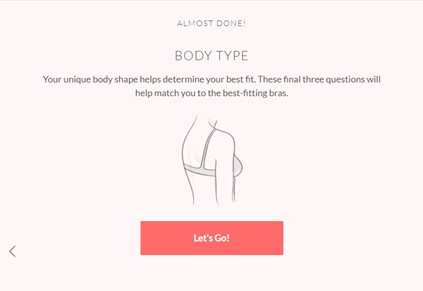 ALMOST DONE!
BODY TYPE
Your unique body shape helps determine your best fit. These final three questions will
help match you to the best-fitting bras.
Let's Go!